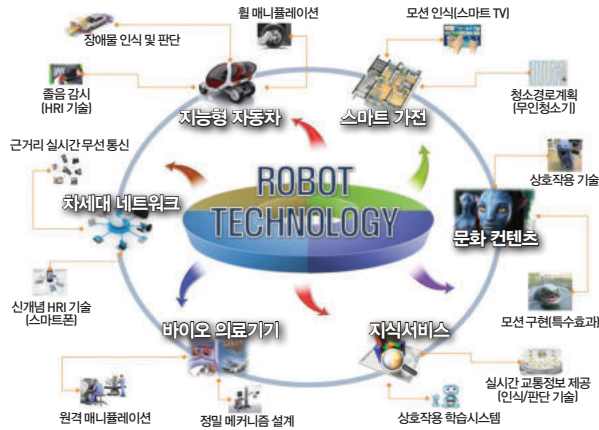 휠 매니퓰레이션
모션 인식(스마트 TV)
장애물 인식 및 판단
졸음 감시
(HRI 기술)
지능형 자동차
스마트 가전
청소경로계획
(무인청소기)
근거리 실시간 무선 통신
상호작용 기술
차세대 네트워크
ROBOT
TECHNOLOGY
문화 컨텐츠
신개념 HRI 기술
(스마트폰)
모션 구현(특수효과)
바이오 의료기기
지식서비스
실시간 교통정보 제공
(인식/판단 기술)
원격 매니퓰레이션
정밀 메커니즘 설계
상호작용 학습시스템